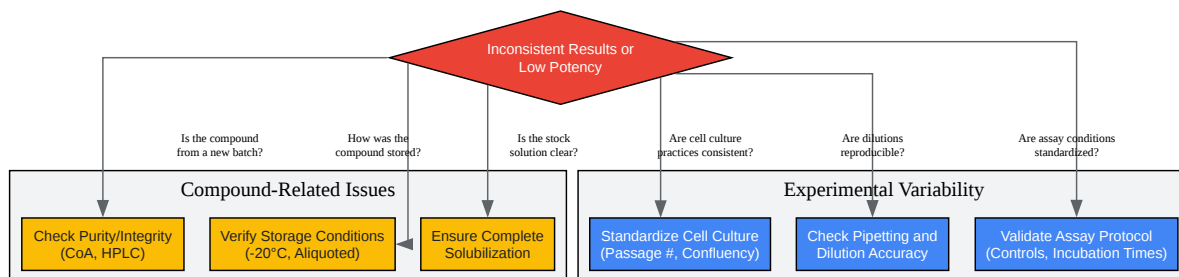 Inconsistent Results or
Low Potency
Is the compound
from a new batch?
How was the
compound stored?
Is the stock
solution clear?
Are cell culture
practices consistent?
Are dilutions
reproducible?
Are assay conditions
standardized?
Compound-Related Issues
Experimental Variability
Check Purity/Integrity
(CoA, HPLC)
Verify Storage Conditions
(-20°C, Aliquoted)
Ensure Complete
Solubilization
Standardize Cell Culture
(Passage #, Confluency)
Check Pipetting and
Dilution Accuracy
Validate Assay Protocol
(Controls, Incubation Times)